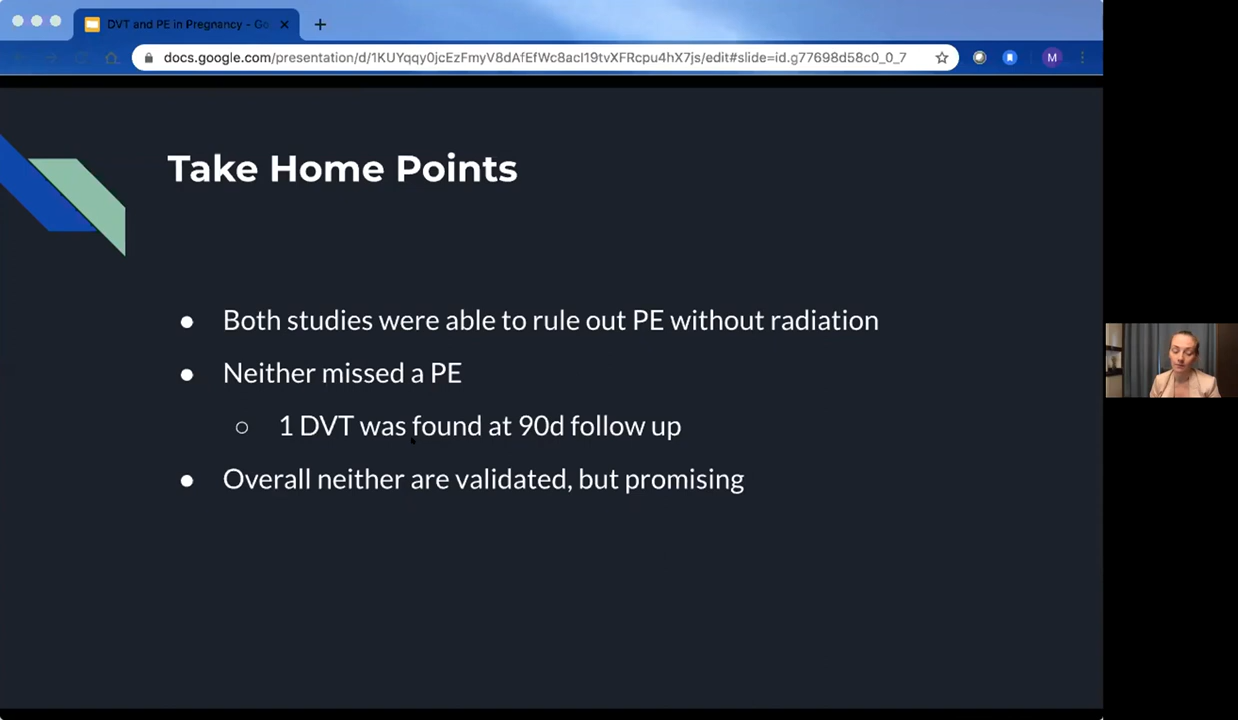 DVT and PE in Pregnancy - Go
docs.google.com/presentation/d/1KUYqqy0jcEzFmyV8dAfEfWc8acI19tvXFRcpu4hX7js/edit#slide=id.g77698d58c0_0_7
M
Take Home Points
Both studies were able to rule out PE without radiation
Neither missed a PE
1 DVT was found at 90d follow up
Overall neither are validated, but promising